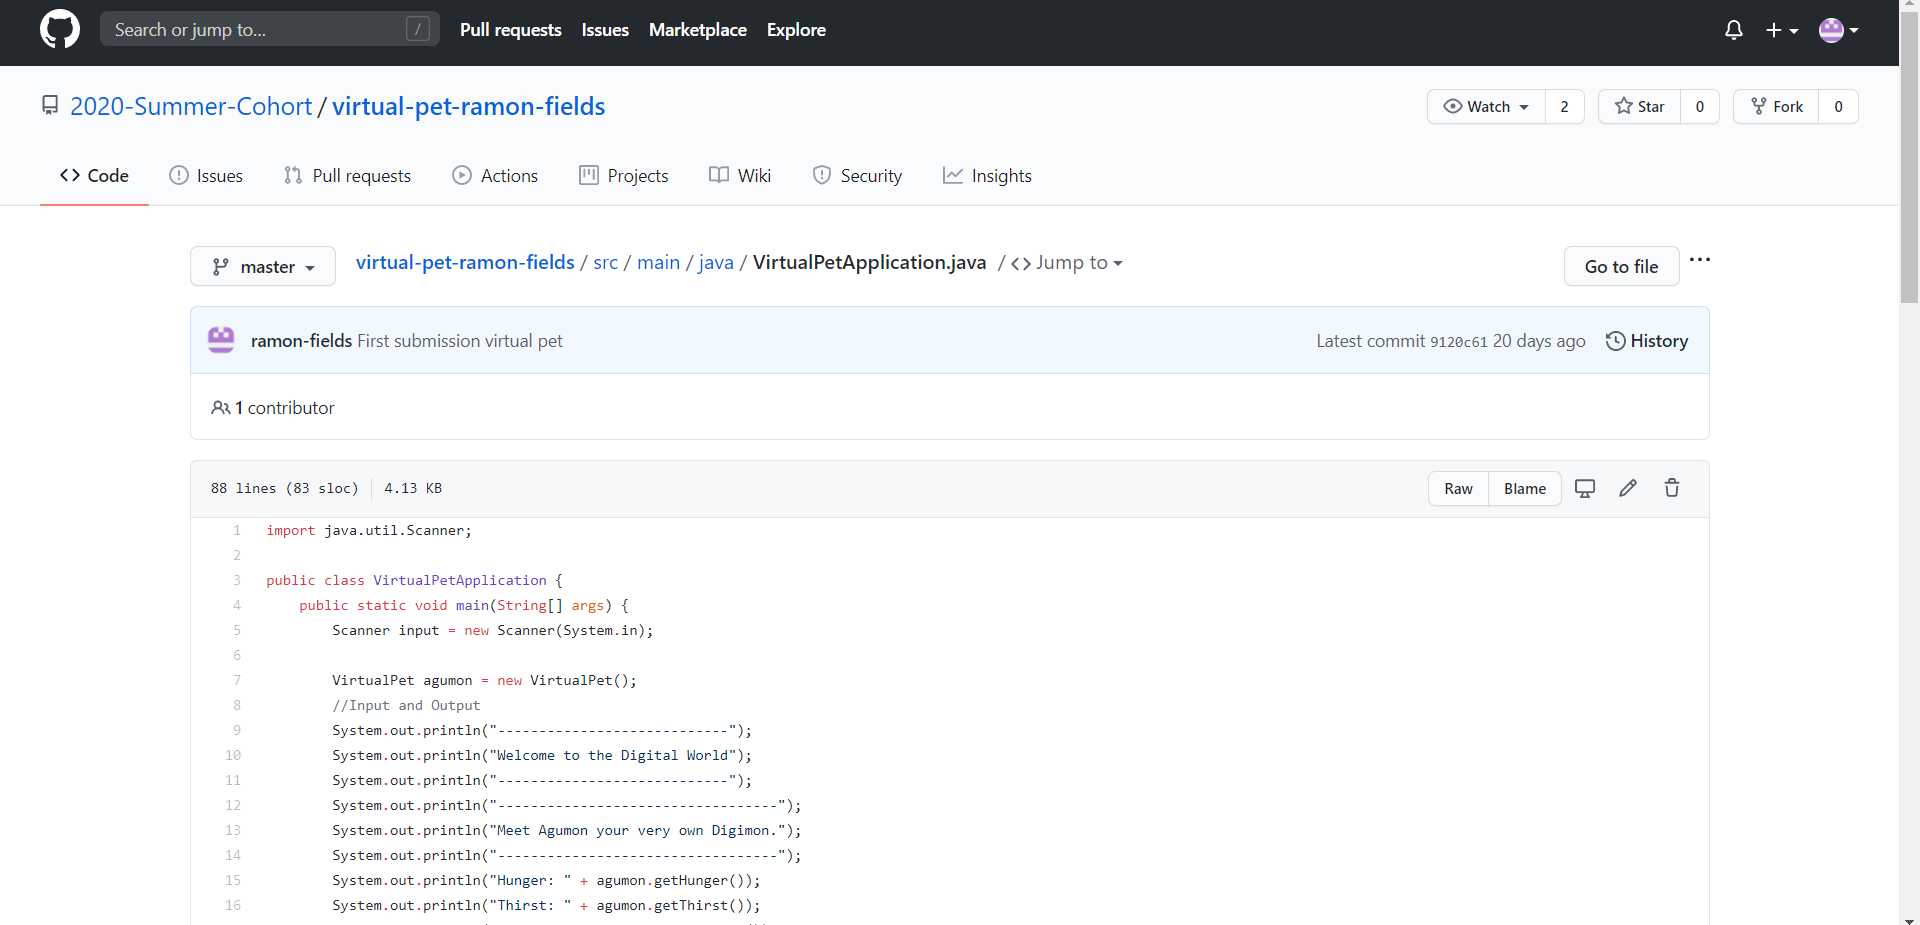 Search or jump to... /
Pull requests Issues Marketplace Explore
2020-Summer-Cohort / virtual-pet-ramon-fields
Watch 2 Star 0 Fork 0
Code Issues Pull requests Actions Projects Wiki Security Insights
master virtual-pet-ramon-fields / src / main / java / VirtualPetApplication.java / <> Jump to Go to file ...
ramon-fields First submission virtual pet Latest commit 9120c61 20 days ago History
1 contributor
88 lines (83 sloc) 4.13 KB Raw Blame
1 import java.util.Scanner;
2
3 public class VirtualPetApplication {
4 public static void main(String[] args) {
5 Scanner input = new Scanner(System.in);
6
7 VirtualPet agumon = new VirtualPet();
8 //Input and Output
9 System.out.println("----------------------------");
10 System.out.println("Welcome to the Digital World");
11 System.out.println("----------------------------");
12 System.out.println("----------------------------------");
13 System.out.println("Meet Agumon your very own Digimon.");
14 System.out.println("----------------------------------");
15 System.out.println("Hunger: " + agumon.getHunger());
16 System.out.println("Thirst: " + agumon.getThirst());